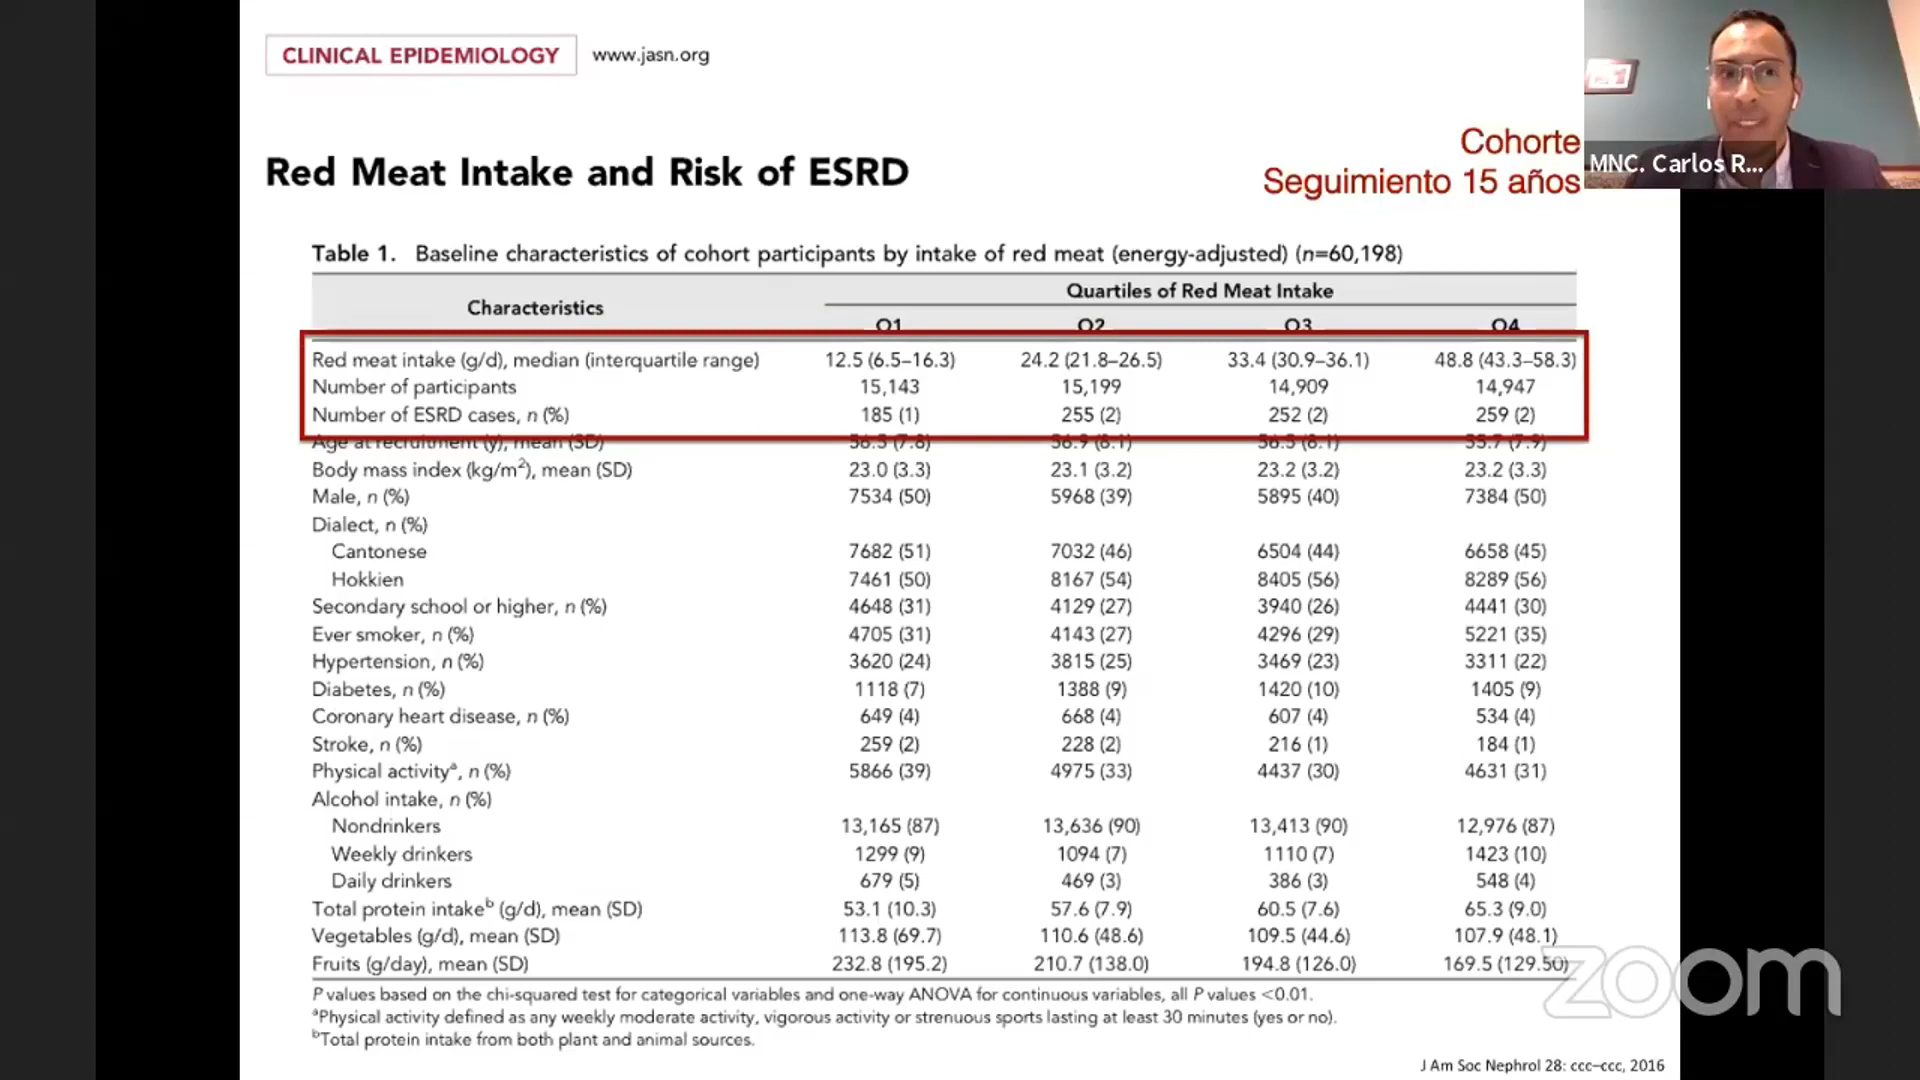 CLINICAL EPIDEMIOLOGY www.jasn.org
Cohorte
Seguimiento 15 años
MNC. Carlos R...
Red Meat Intake and Risk of ESRD
Table 1. Baseline characteristics of cohort participants by intake of red meat (energy-adjusted) (n=60,198)
Characteristics Quartiles of Red Meat Intake
Q1 Q2 Q3 Q4
Red meat intake (g/d), median (interquartile range) 12.5 (6.5–16.3) 24.2 (21.8–26.5) 33.4 (30.9–36.1) 48.8 (43.3–58.3)
Number of participants 15,143 15,199 14,909 14,947
Number of ESRD cases, n (%) 185 (1) 255 (2) 252 (2) 259 (2)
Age at recruitment (y), mean (SD) 56.5 (7.8) 56.9 (8.1) 56.5 (8.1) 55.7 (7.9)
Body mass index (kg/m2), mean (SD) 23.0 (3.3) 23.1 (3.2) 23.2 (3.2) 23.2 (3.3)
Male, n (%) 7534 (50) 5968 (39) 5895 (40) 7384 (50)
Dialect, n (%)
Cantonese 7682 (51) 7032 (46) 6504 (44) 6658 (45)
Hokkien 7461 (50) 8167 (54) 8405 (56) 8289 (56)
Secondary school or higher, n (%) 4648 (31) 4129 (27) 3940 (26) 4441 (30)
Ever smoker, n (%) 4705 (31) 4143 (27) 4296 (29) 5221 (35)
Hypertension, n (%) 3620 (24) 3815 (25) 3469 (23) 3311 (22)
Diabetes, n (%) 1118 (7) 1388 (9) 1420 (10) 1405 (9)
Coronary heart disease, n (%) 649 (4) 668 (4) 607 (4) 534 (4)
Stroke, n (%) 259 (2) 228 (2) 216 (1) 184 (1)
Physical activitya, n (%) 5866 (39) 4975 (33) 4437 (30) 4631 (31)
Alcohol intake, n (%)
Nondrinkers 13,165 (87) 13,636 (90) 13,413 (90) 12,976 (87)
Weekly drinkers 1299 (9) 1094 (7) 1110 (7) 1423 (10)
Daily drinkers 679 (5) 469 (3) 386 (3) 548 (4)
Total protein intakeb (g/d), mean (SD) 53.1 (10.3) 57.6 (7.9) 60.5 (7.6) 65.3 (9.0)
Vegetables (g/d), mean (SD) 113.8 (69.7) 110.6 (48.6) 109.5 (44.6) 107.9 (48.1)
Fruits (g/day), mean (SD) 232.8 (195.2) 210.7 (138.0) 194.8 (126.0) 169.5 (129.50)
P values based on the chi-squared test for categorical variables and one-way ANOVA for continuous variables, all P values <0.01.
aPhysical activity defined as any weekly moderate activity, vigorous activity or strenuous sports lasting at least 30 minutes (yes or no).
bTotal protein intake from both plant and animal sources.
zoom
J Am Soc Nephrol 28: ccc–ccc, 2016